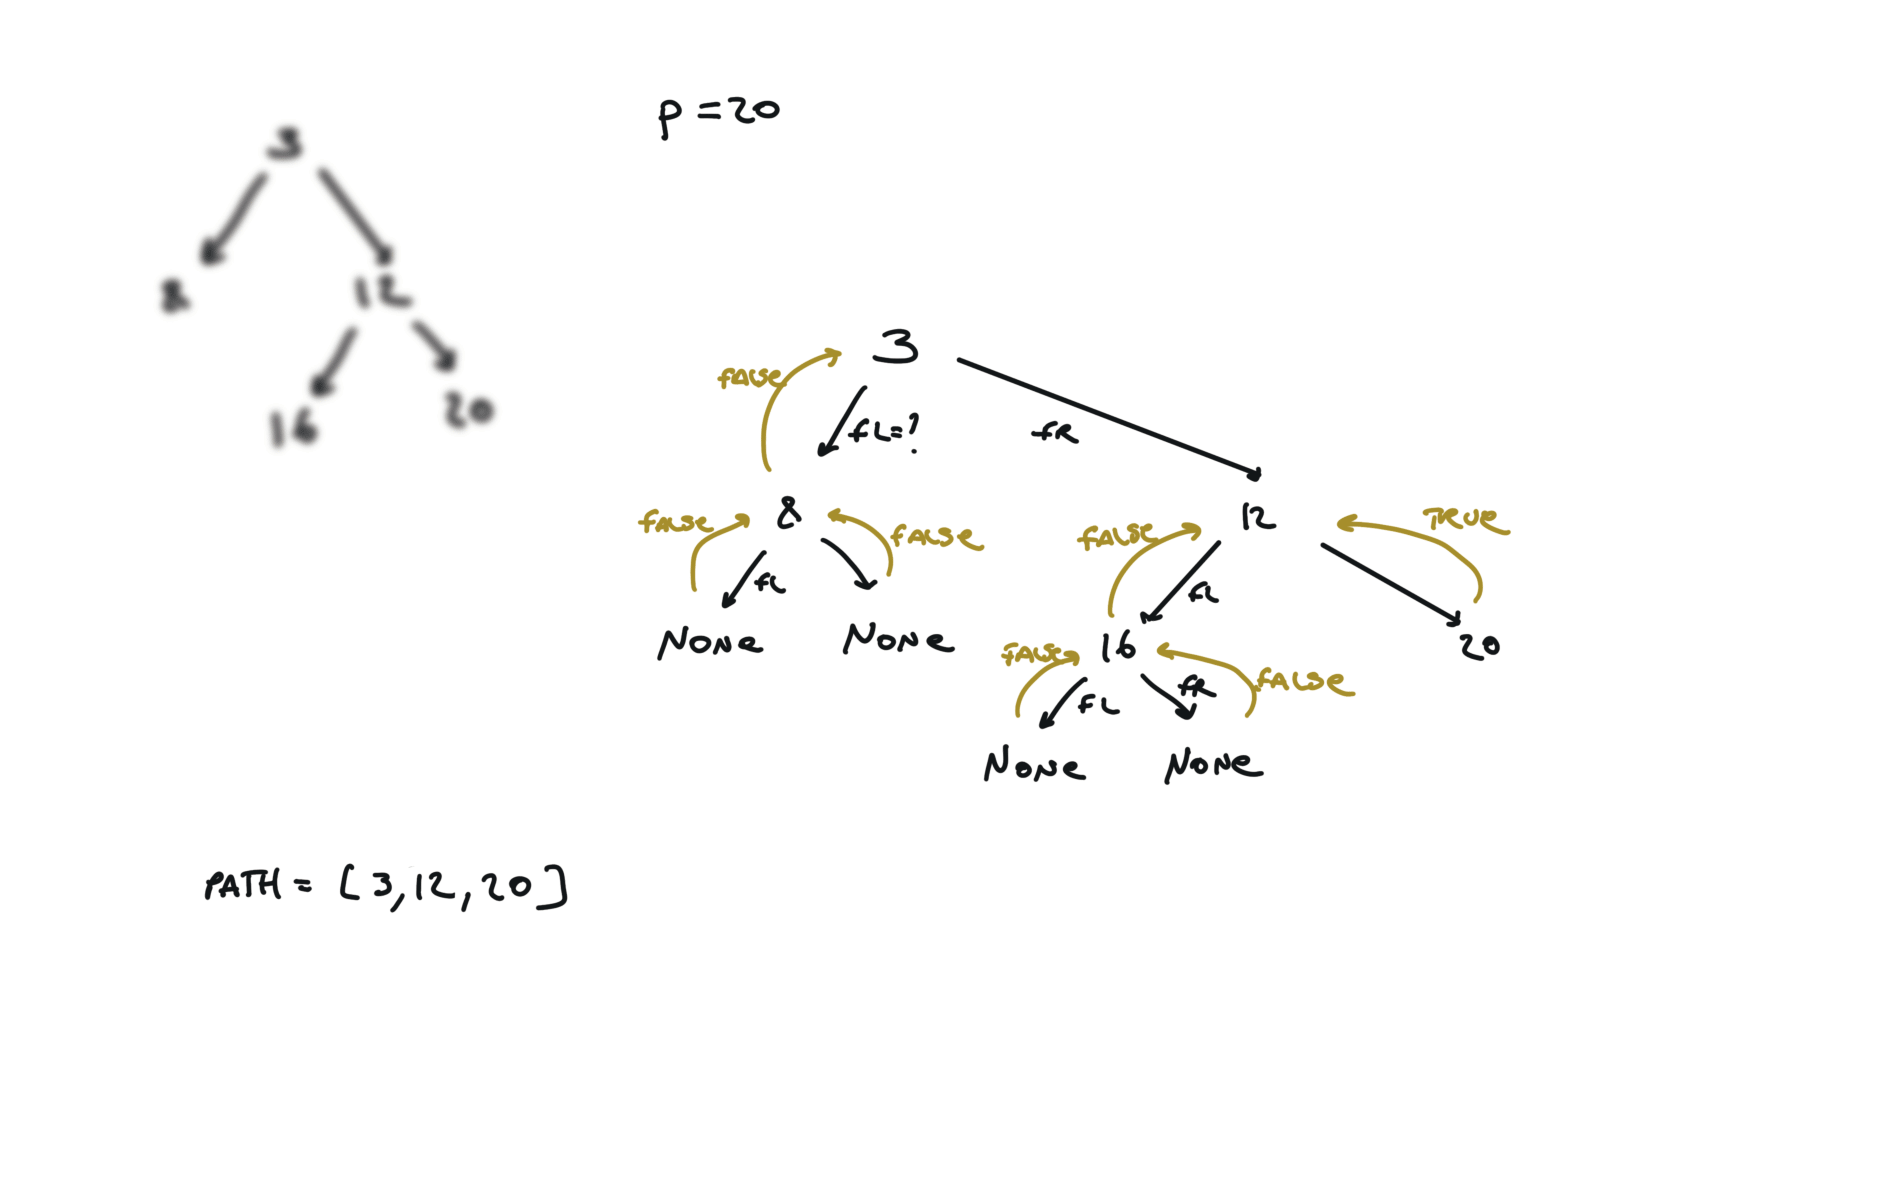 P = 20
3
8
12
16
20
3
FALSE
FL=?
FR
FALSE
8
FALSE
12
FALSE
TRUE
FL
FL
None
None
FALSE
16
20
FL
FR
FALSE
None
None
PATH = [3,12,20]